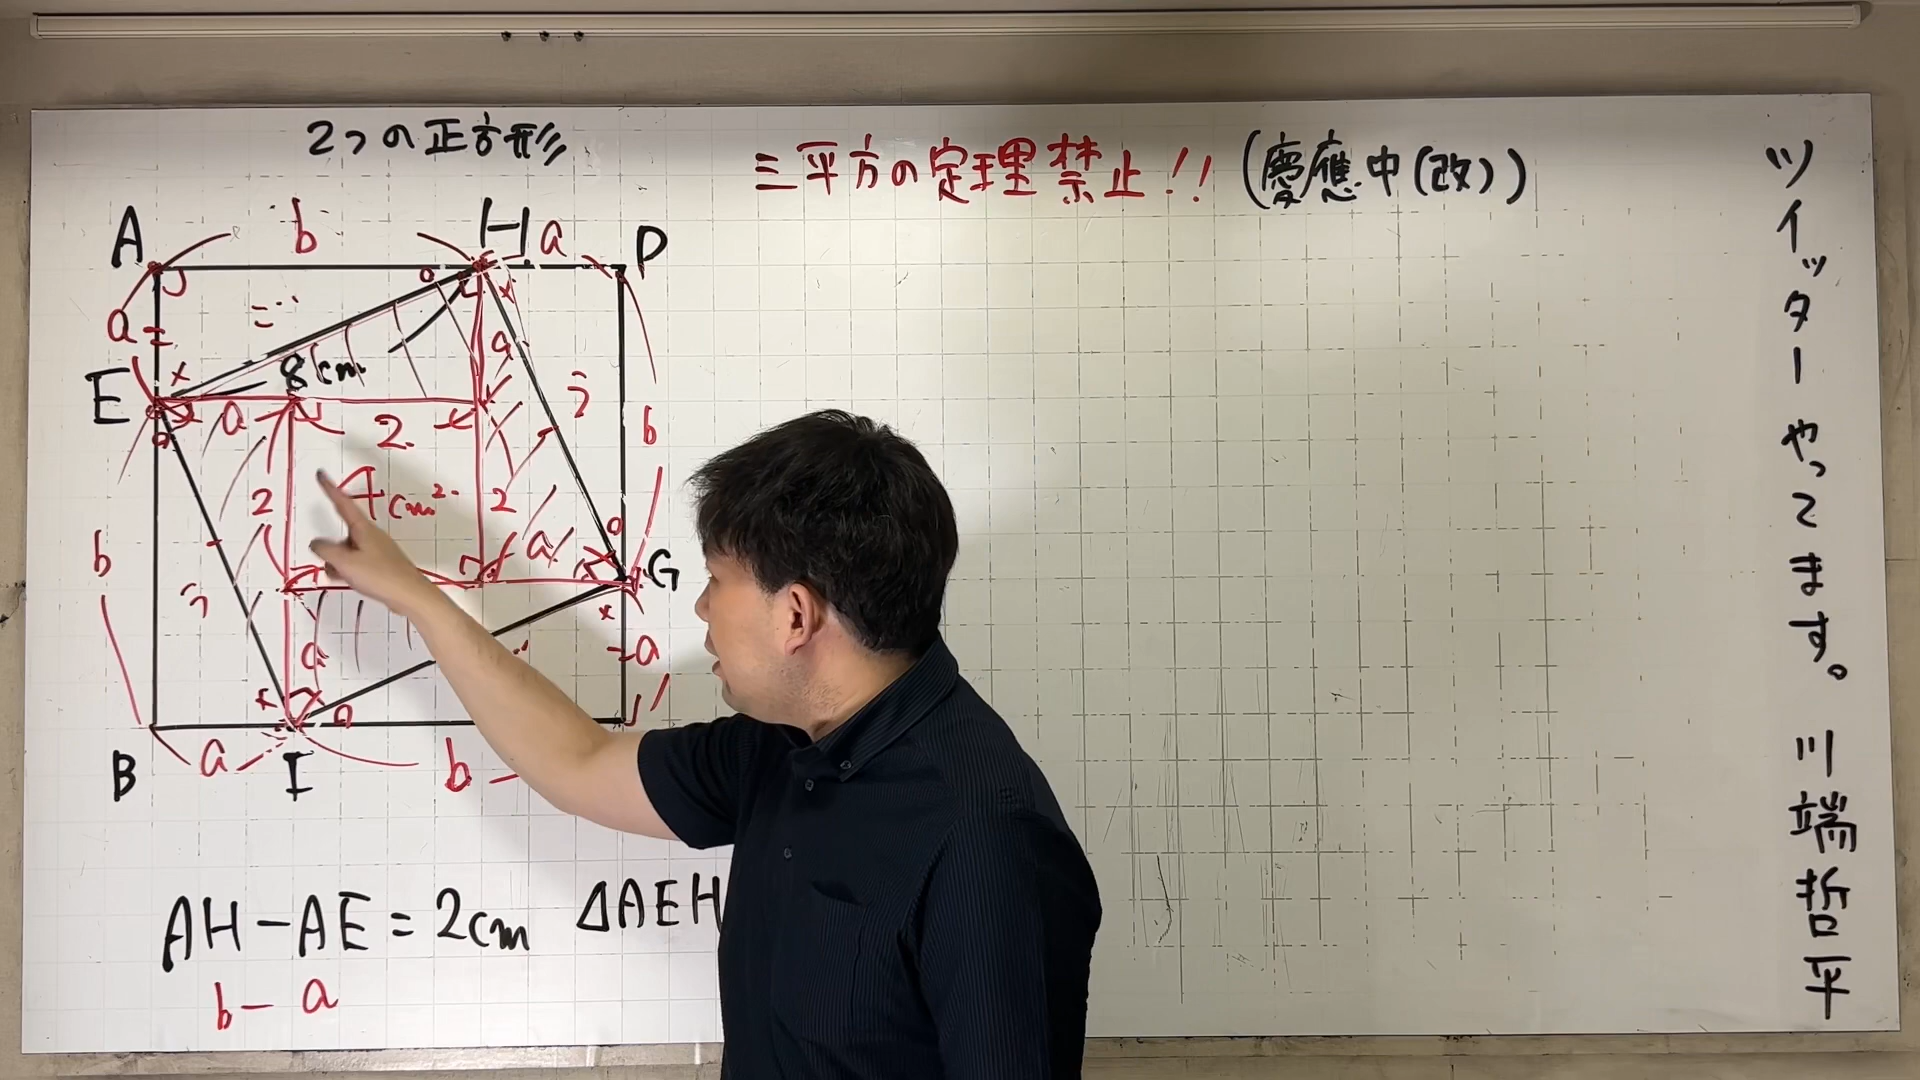 2つの正方形
三平方の定理禁止!! (慶應中(改))
A b H a D
a
E 8cm a
a 2
2 4cm² 2 b
b a G
a a
B a I b
AH-AE=2cm △AEH
b-a
ツイッターやってます。川端哲平